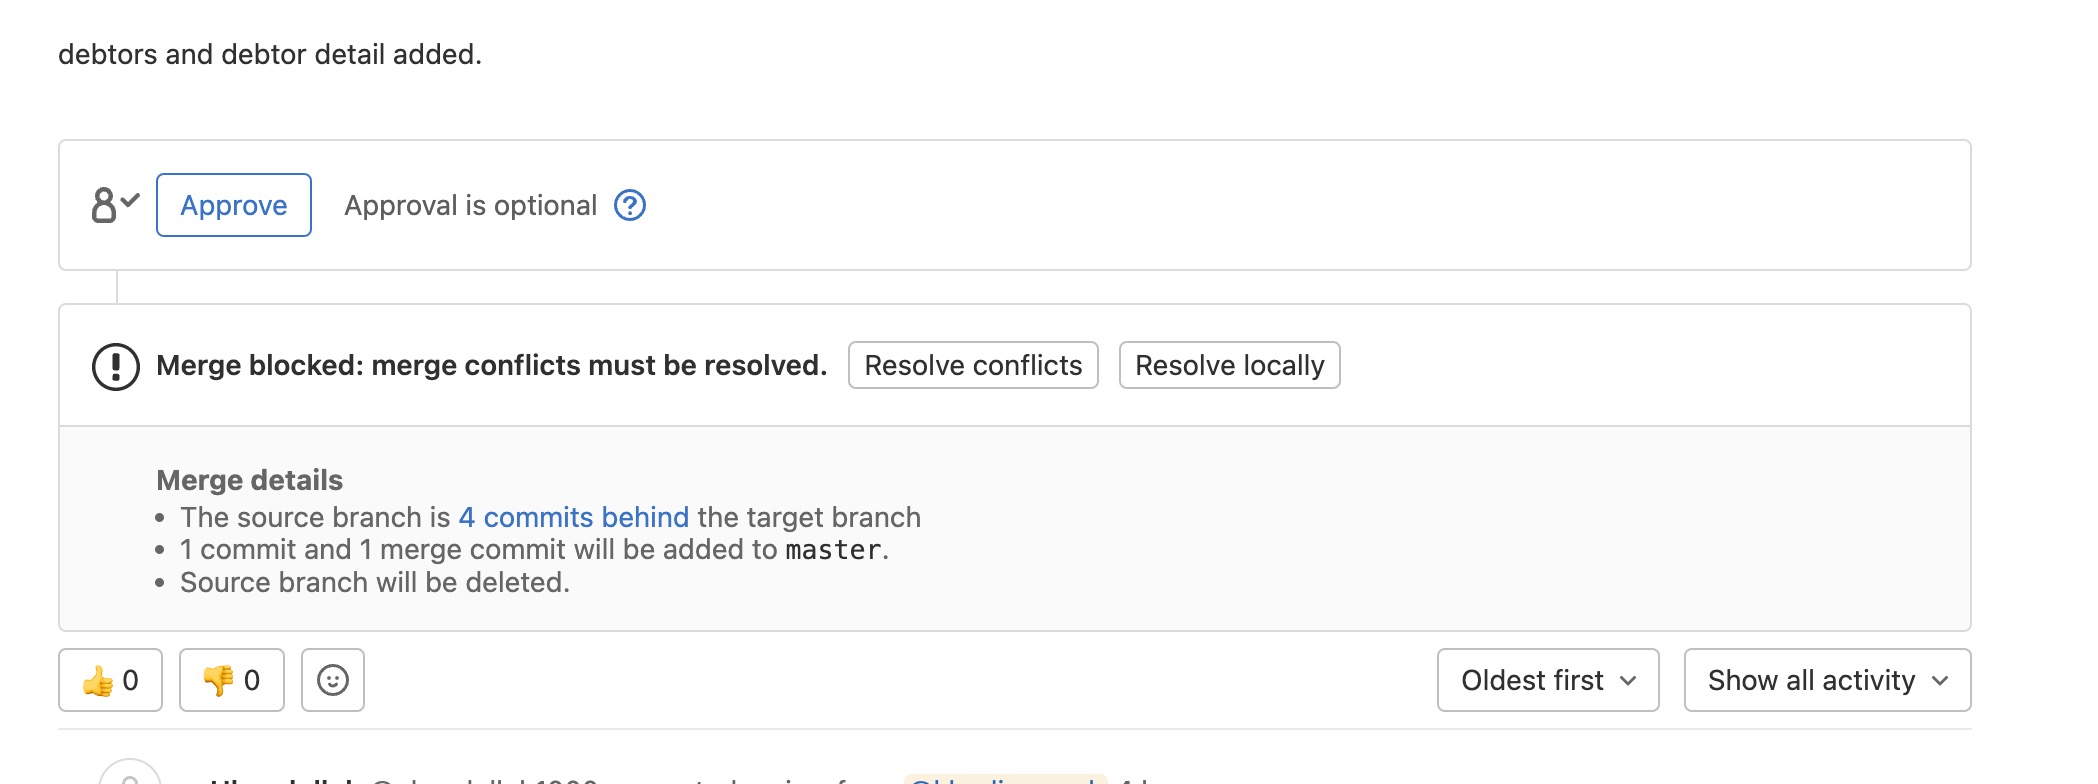 debtors and debtor detail added.
Approve Approval is optional ?
Merge blocked: merge conflicts must be resolved. Resolve conflicts Resolve locally
Merge details
• The source branch is 4 commits behind the target branch
• 1 commit and 1 merge commit will be added to master.
• Source branch will be deleted.
👍 0 👎 0 Oldest first Show all activity